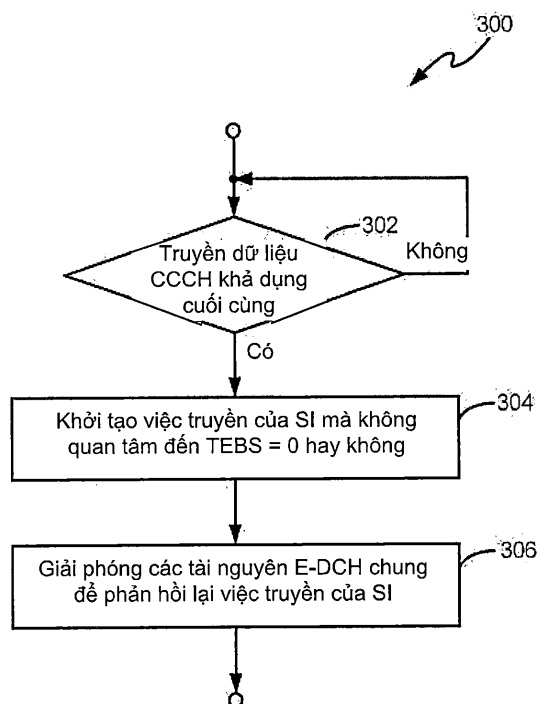 300
302
Truyền dữ liệu
CCCH khả dụng
cuối cùng
Không
Có
304
Khởi tạo việc truyền của SI mà không
quan tâm đến TEBS = 0 hay không
306
Giải phóng các tài nguyên E-DCH chung
để phản hồi lại việc truyền của SI